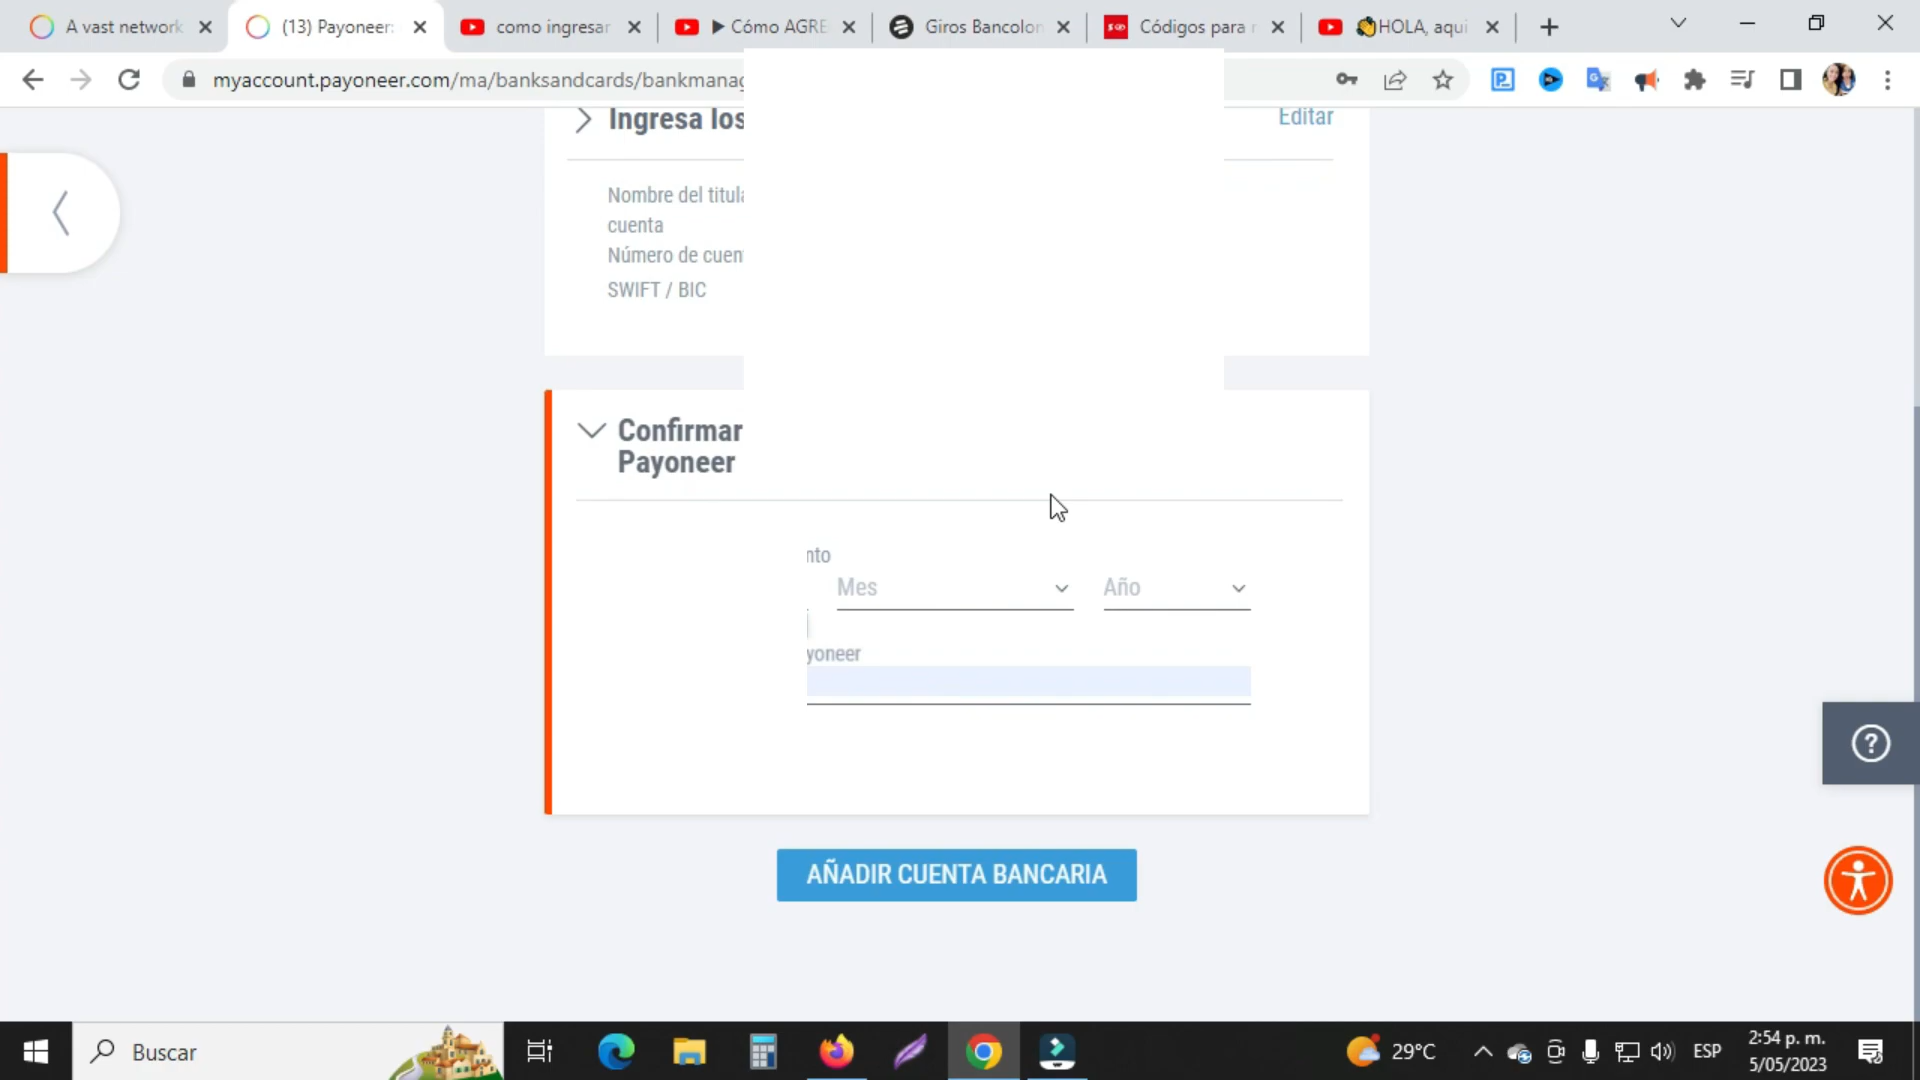 A vast network
(13) Payoneer:
como ingresar
Cómo AGRE
Giros Bancolon
Códigos para r
HOLA, aqui
myaccount.payoneer.com/ma/banksandcards/bankmanag
Ingresa los
Editar
Nombre del titula
cuenta
Número de cuen
SWIFT / BIC
Confirmar
Payoneer
nto
Mes
Año
yoneer
AÑADIR CUENTA BANCARIA
Buscar
29°C
ESP
2:54 p. m.
5/05/2023